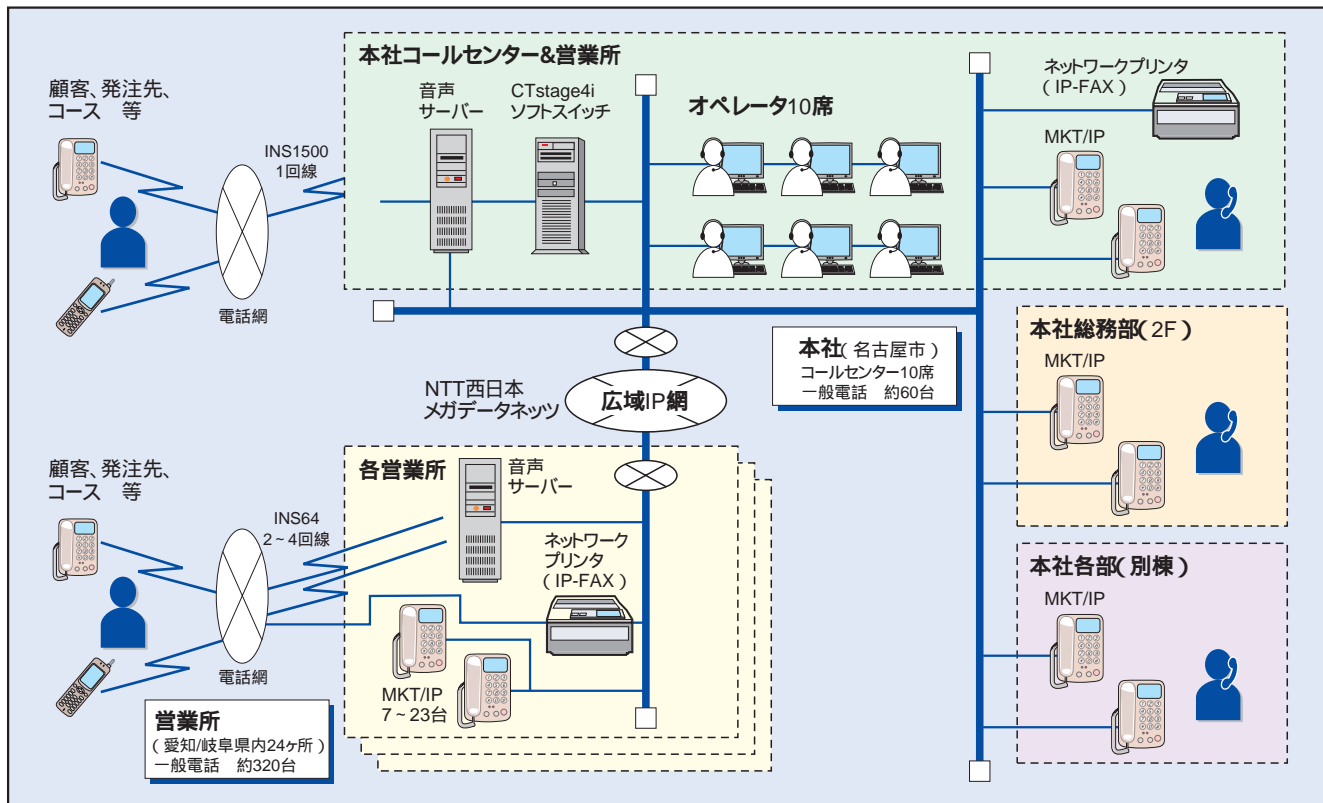 本社コールセンター&営業所
顧客、発注先、
コース 等
INS1500
1回線
電話網
音声
サーバー
CTstage4i
ソフトスイッチ
オペレータ10席
ネットワークプリンタ
(IP-FAX)
MKT/IP
本社(名古屋市)
コールセンター10席
一般電話 約60台
本社総務部(2F)
MKT/IP
本社各部(別棟)
MKT/IP
NTT西日本
メガデータネッツ
広域IP網
各営業所
音声
サーバー
顧客、発注先、
コース 等
INS64
2~4回線
電話網
ネットワーク
プリンタ
(IP-FAX)
MKT/IP
7~23台
営業所
(愛知/岐阜県内24ヶ所)
一般電話 約320台